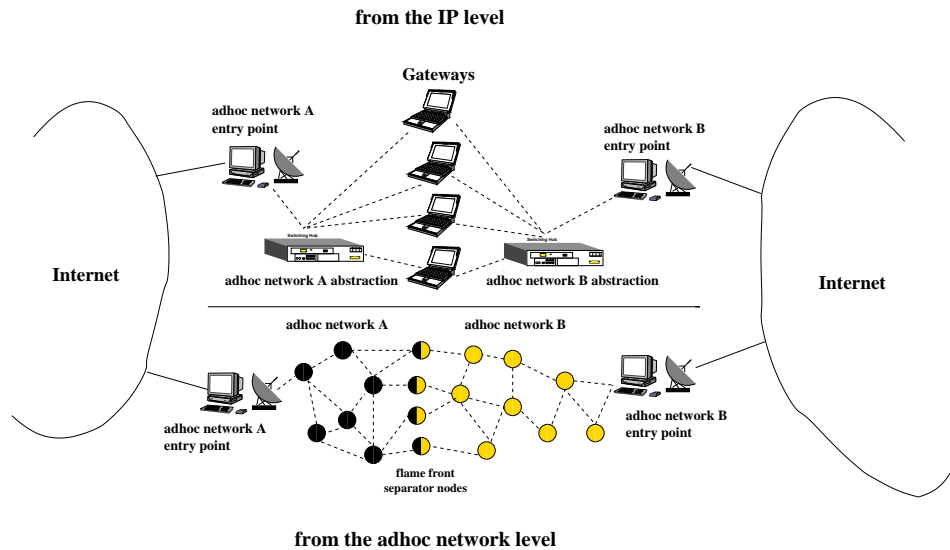 from the IP level
Gateways
adhoc network A
entry point
adhoc network B
entry point
Switching Hub
Switching Hub
Internet
adhoc network A abstraction
adhoc network B abstraction
Internet
adhoc network A
adhoc network B
adhoc network A
entry point
adhoc network B
entry point
flame front
separator nodes
from the adhoc network level